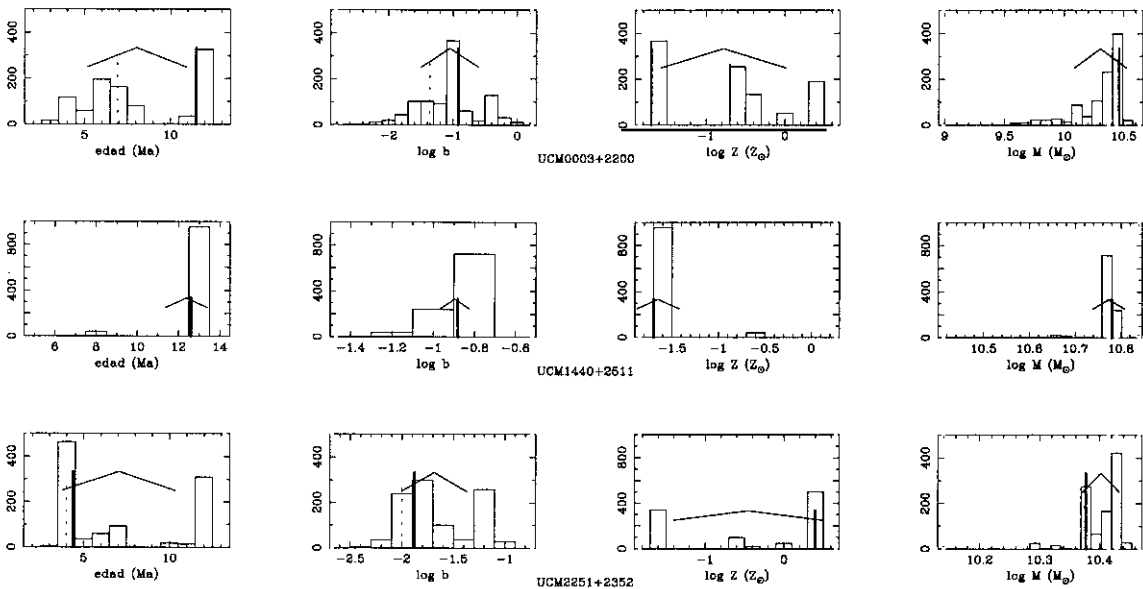 0 200 400
5 10
edad (Ma)
0 200 400
−2 −1 0
log b
0 200 400
−1 0
log Z (Z⊙)
0 200 400
9 9.5 10 10.5
log M (M⊙)
UCM0003+2200
0 400 800
6 8 10 12 14
edad (Ma)
0 400 800
−1.4 −1.2 −1 −0.8 −0.6
log b
0 400 800
−1.5 −1 −0.5 0
log Z (Z⊙)
0 400 800
10.5 10.6 10.7 10.8
log M (M⊙)
UCM1440+2511
0 200 400
5 10
edad (Ma)
0 200 400
−2.5 −2 −1.5 −1
log b
0 200 400 600 800
−1 0
log Z (Z⊙)
0 200 400
10.2 10.3 10.4
log M (M⊙)
UCM2251+2352